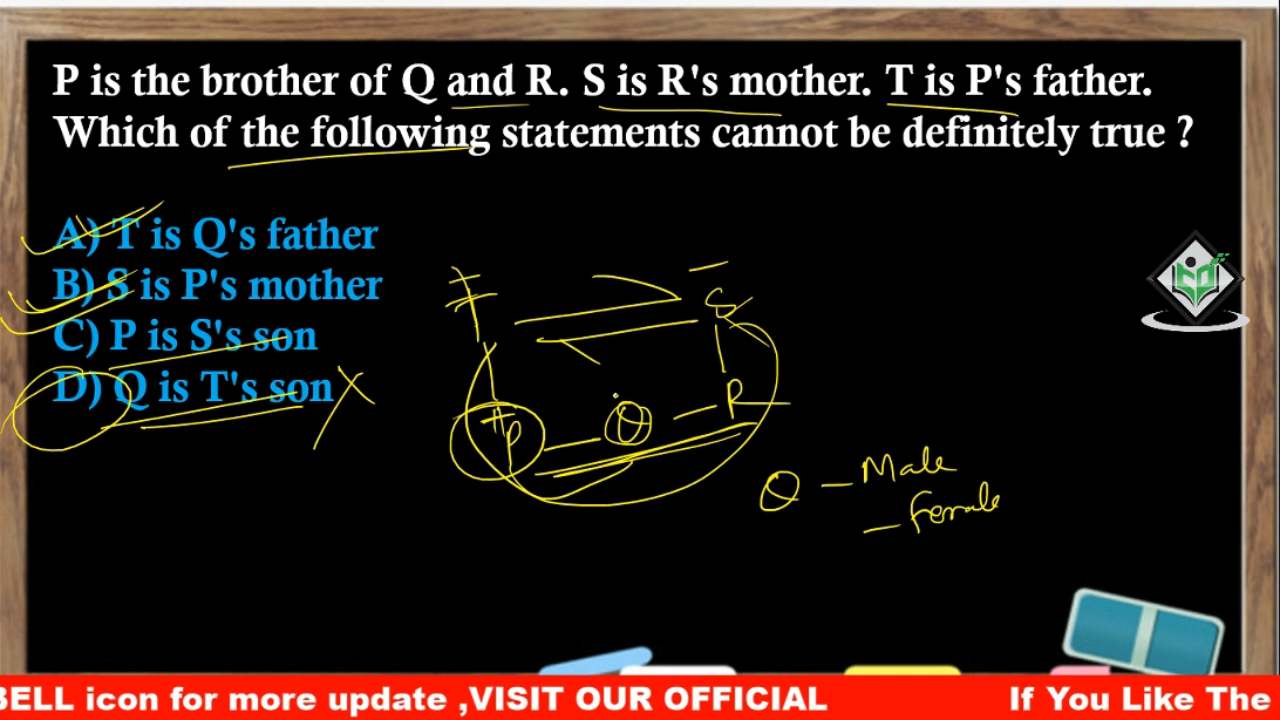 P is the brother of Q and R. S is R's mother. T is P's father.
Which of the following statements cannot be definitely true ?
A) T is Q's father
B) S is P's mother
C) P is S's son
D) Q is T's son
+
T
S
P
Q
R
Q - Male
- Female
BELL icon for more update ,VISIT OUR OFFICIAL If You Like The